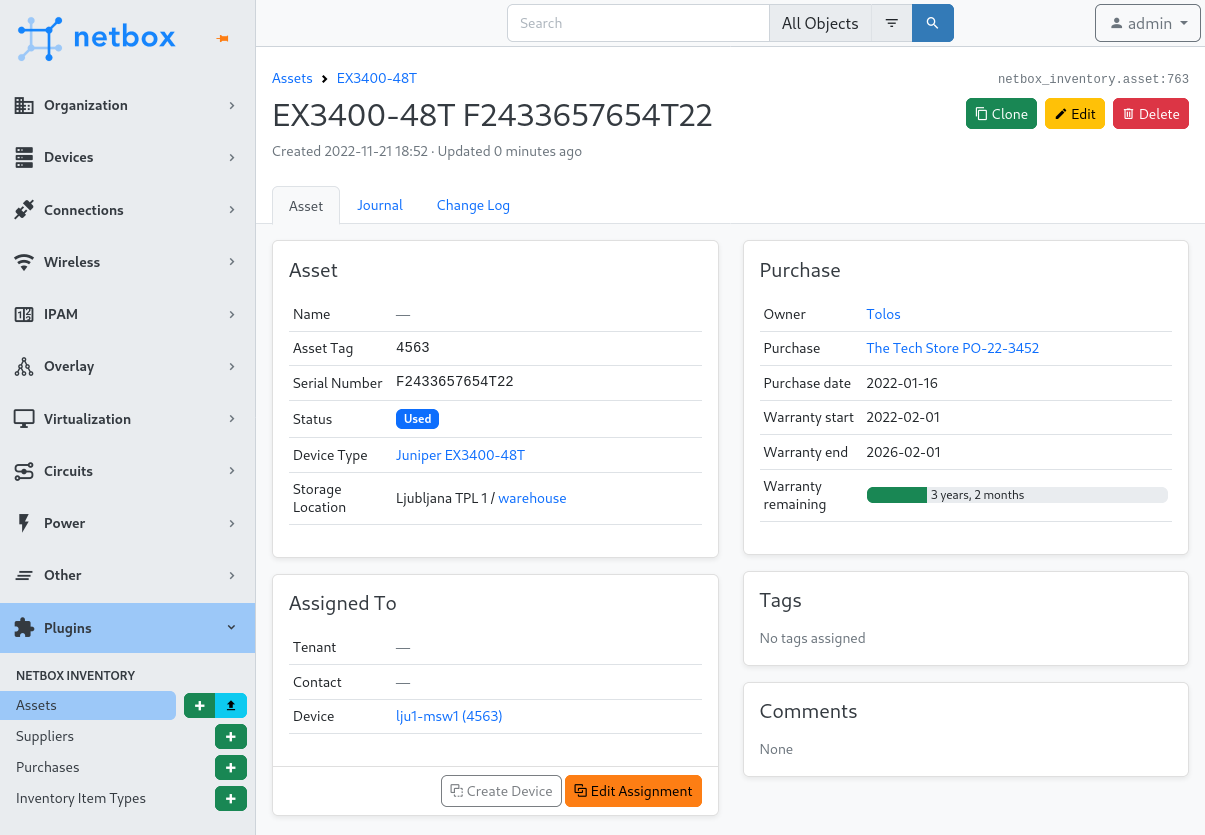 netbox
Search
All Objects
admin
Organization
Devices
Connections
Wireless
IPAM
Overlay
Virtualization
Circuits
Power
Other
Plugins
NETBOX INVENTORY
Assets
Suppliers
Purchases
Inventory Item Types
Assets > EX3400-48T
netbox_inventory.asset:763
EX3400-48T F2433657654T22
Clone
Edit
Delete
Created 2022-11-21 18:52 · Updated 0 minutes ago
Asset
Journal
Change Log
Asset
Name —
Asset Tag 4563
Serial Number F2433657654T22
Status Used
Device Type Juniper EX3400-48T
Storage
Location
Ljubljana TPL 1 / warehouse
Assigned To
Tenant —
Contact —
Device lju1-msw1 (4563)
Create Device
Edit Assignment
Purchase
Owner Tolos
Purchase The Tech Store PO-22-3452
Purchase date 2022-01-16
Warranty start 2022-02-01
Warranty end 2026-02-01
Warranty
remaining
3 years, 2 months
Tags
No tags assigned
Comments
None